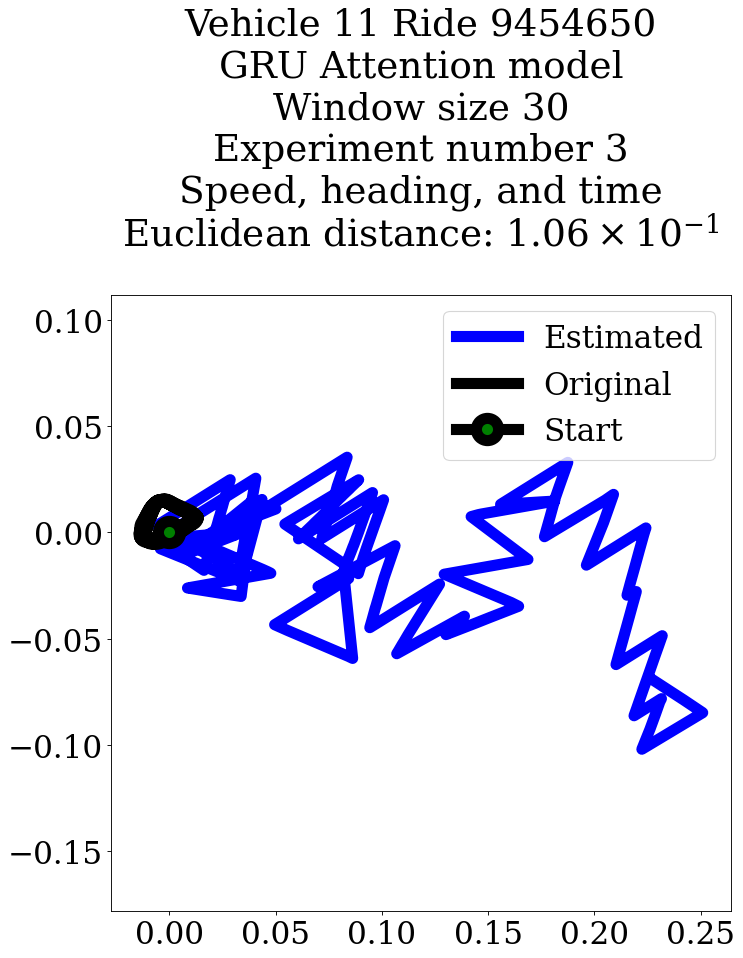 Vehicle 11 Ride 9454650
GRU Attention model
Window size 30
Experiment number 3
Speed, heading, and time
Euclidean distance: 1.06 × 10⁻¹
Estimated
Original
Start
0.10
0.05
0.00
−0.05
−0.10
−0.15
0.00 0.05 0.10 0.15 0.20 0.25